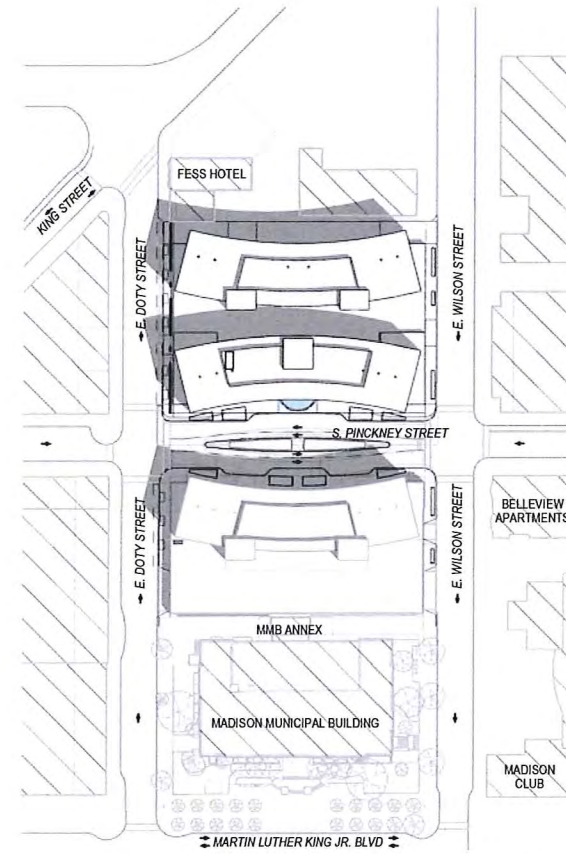 FESS HOTEL
KING STREET
E. DOTY STREET
E. WILSON STREET
S. PINCKNEY STREET
E. DOTY STREET
E. WILSON STREET
BELLEVIEW
APARTMENTS
MMB ANNEX
MADISON MUNICIPAL BUILDING
MADISON
CLUB
MARTIN LUTHER KING JR. BLVD